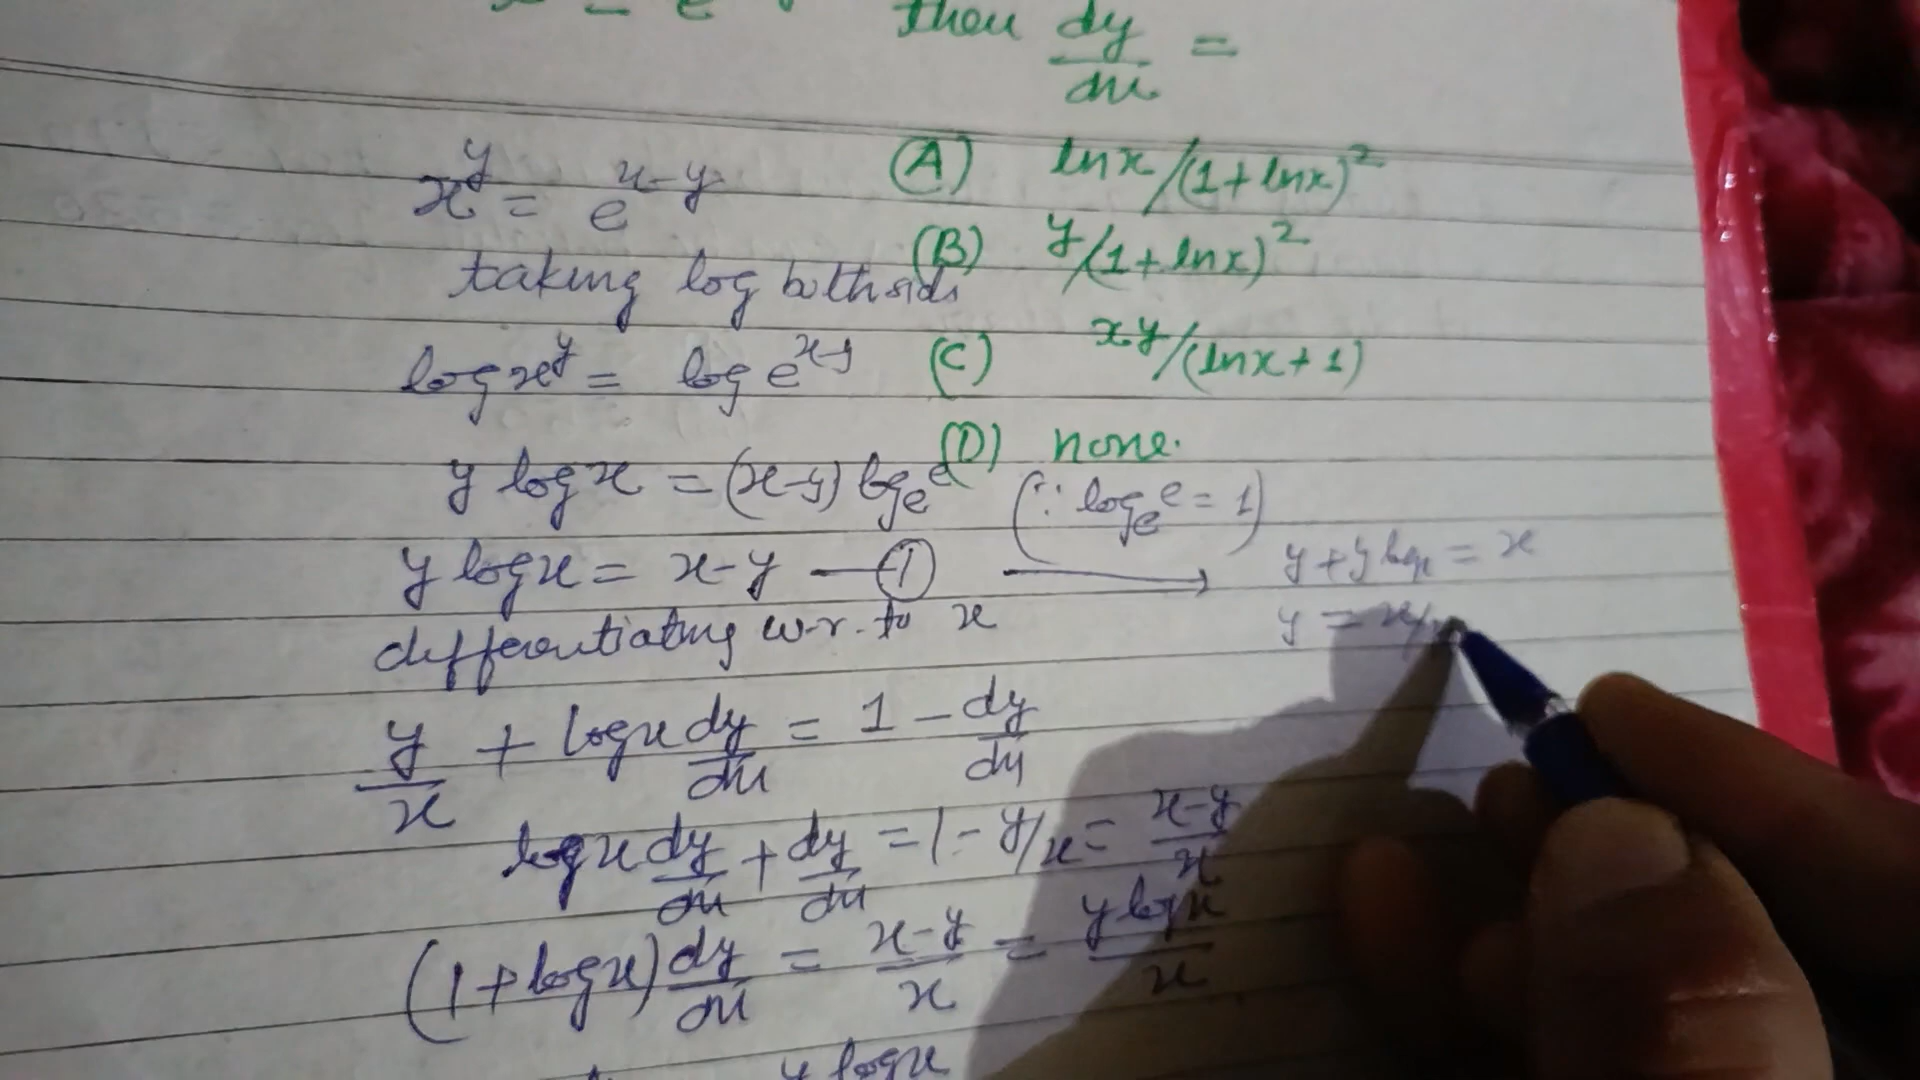 then dy/dx =
x^y = e^(x-y)
(A) lnx/(1+lnx)^2
(B) y/(1+lnx)^2
taking log both sids
log x^y = log e^(x-y)
(C) xy/(lnx+1)
(D) none.
y log x = (x-y) log_e e (∵ log_e e = 1)
y log x = x-y —① ⟶ y + y log x = x
y = x/
differentiating w.r. to x
y/x + log x dy/dx = 1 - dy/dx
log x dy/dx + dy/dx = 1 - y/x = x-y/x
(1+log x) dy/dx = x-y/x = y log x/x
y log x